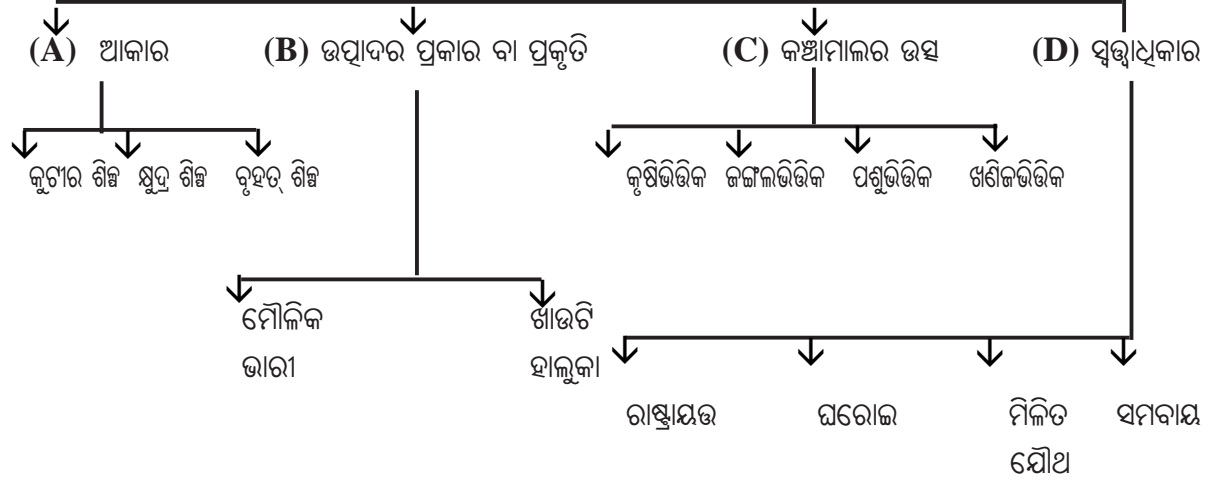 (A) ଆକାର (B) ଉତ୍ପାଦର ପ୍ରକାର ବା ପ୍ରକୃତି (C) କଞ୍ଚାମାଲର ଉତ୍ସ (D) ସ୍ୱତ୍ତ୍ୱାଧିକାର
କୁଟୀର ଶିଳ୍ପ କ୍ଷୁଦ୍ର ଶିଳ୍ପ ବୃହତ୍ ଶିଳ୍ପ କୃଷିଭିତ୍ତିକ ଜଙ୍ଗଲଭିତ୍ତିକ ପଶୁଭିତ୍ତିକ ଖଣିଜଭିତ୍ତିକ
ମୌଳିକ ଖାଉଟି
ଭାରୀ ହାଲୁକା
ରାଷ୍ଟ୍ରାୟତ୍ତ ଘରୋଇ ମିଳିତ ସମବାୟ
ଯୌଥ